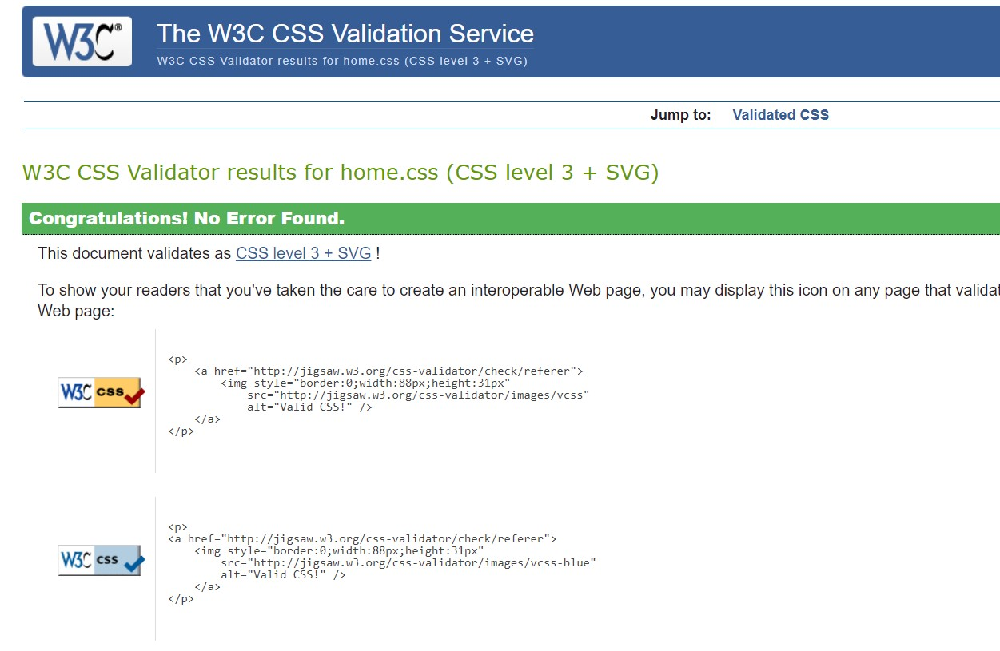 W3C®
The W3C CSS Validation Service
W3C CSS Validator results for home.css (CSS level 3 + SVG)
Jump to: Validated CSS
W3C CSS Validator results for home.css (CSS level 3 + SVG)
Congratulations! No Error Found.
This document validates as CSS level 3 + SVG !
To show your readers that you've taken the care to create an interoperable Web page, you may display this icon on any page that validat
Web page:
W3C css
<p>
    <a href="http://jigsaw.w3.org/css-validator/check/referer">
        <img style="border:0;width:88px;height:31px"
            src="http://jigsaw.w3.org/css-validator/images/vcss"
            alt="Valid CSS!" />
    </a>
</p>
W3C css
<p>
<a href="http://jigsaw.w3.org/css-validator/check/referer">
    <img style="border:0;width:88px;height:31px"
        src="http://jigsaw.w3.org/css-validator/images/vcss-blue"
        alt="Valid CSS!" />
    </a>
</p>